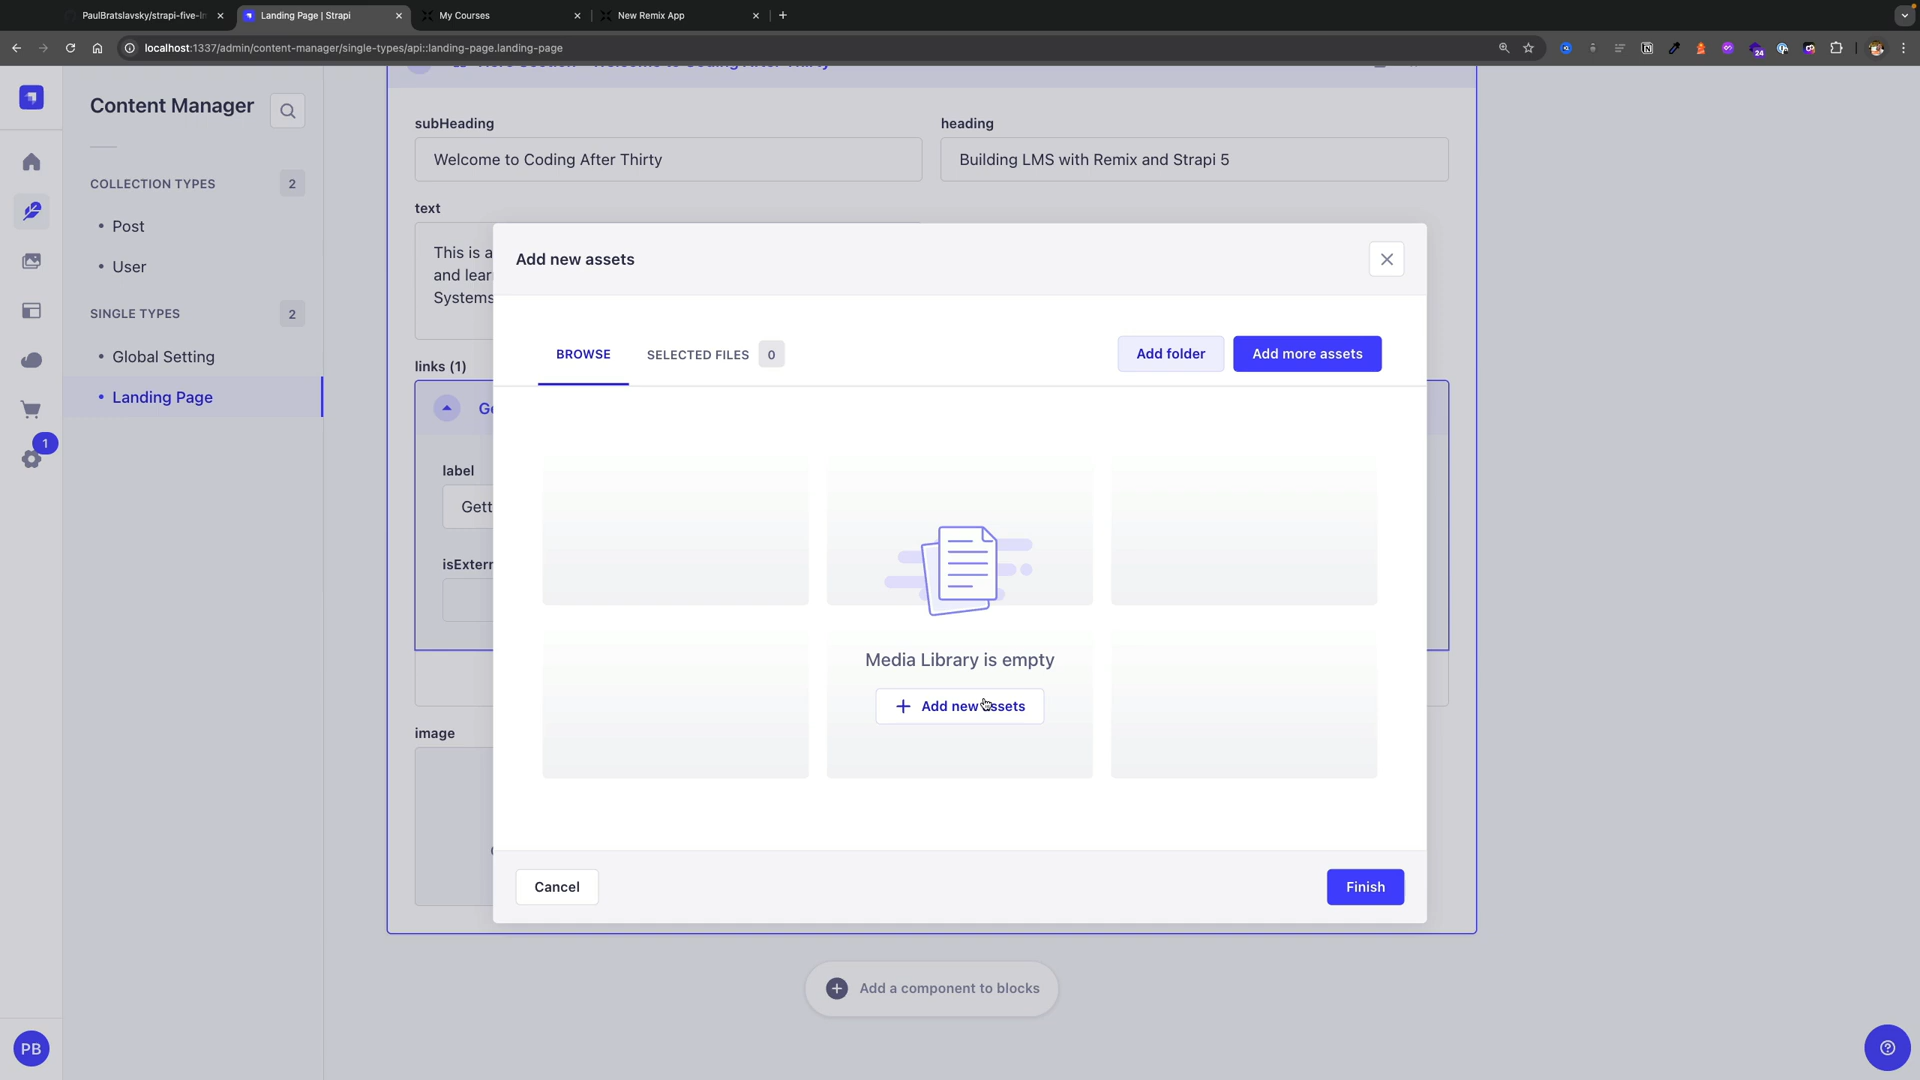 PaulBratslavsky/strapi-five-
Landing Page | Strapi
My Courses
New Remix App
localhost:1337/admin/content-manager/single-types/api::landing-page.landing-page
24
Content Manager
COLLECTION TYPES 2
Post
User
SINGLE TYPES 2
Global Setting
Landing Page
1
PB
subHeading
Welcome to Coding After Thirty
heading
Building LMS with Remix and Strapi 5
text
This is a
and lear
Systems
links (1)
Ge
label
Gett
isExtern
image
Add new assets
BROWSE
SELECTED FILES 0
Add folder
Add more assets
Media Library is empty
Add new assets
Cancel
Finish
Add a component to blocks